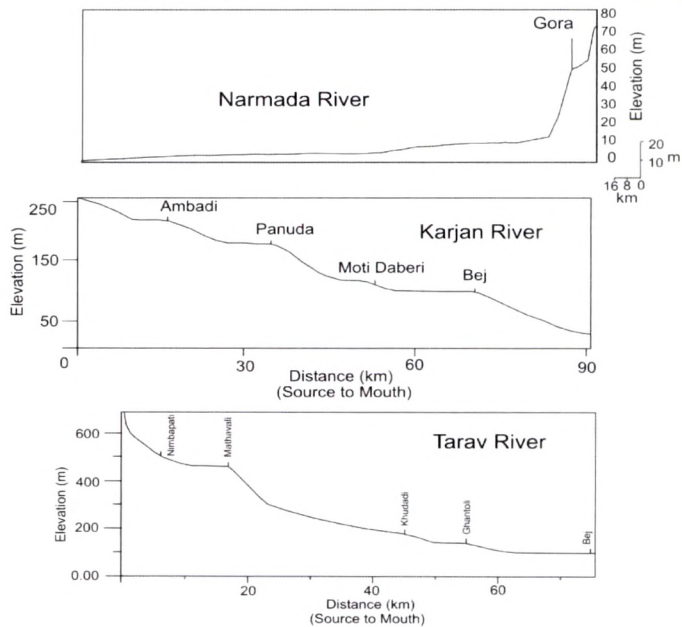 80
Gora
70
60
50
Narmada River
40
30
20
10
0
Elevation (m)
20
10 m
16 8 0
km
250
150
50
Elevation (m)
Ambadi
Panuda
Moti Daberi
Bej
Karjan River
0 30 60 90
Distance (km)
(Source to Mouth)
600
400
200
0.00
Elevation (m)
Nimbapati
Mathavali
Khudadi
Ghantoli
Bej
Tarav River
20 40 60
Distance (km)
(Source to Mouth)